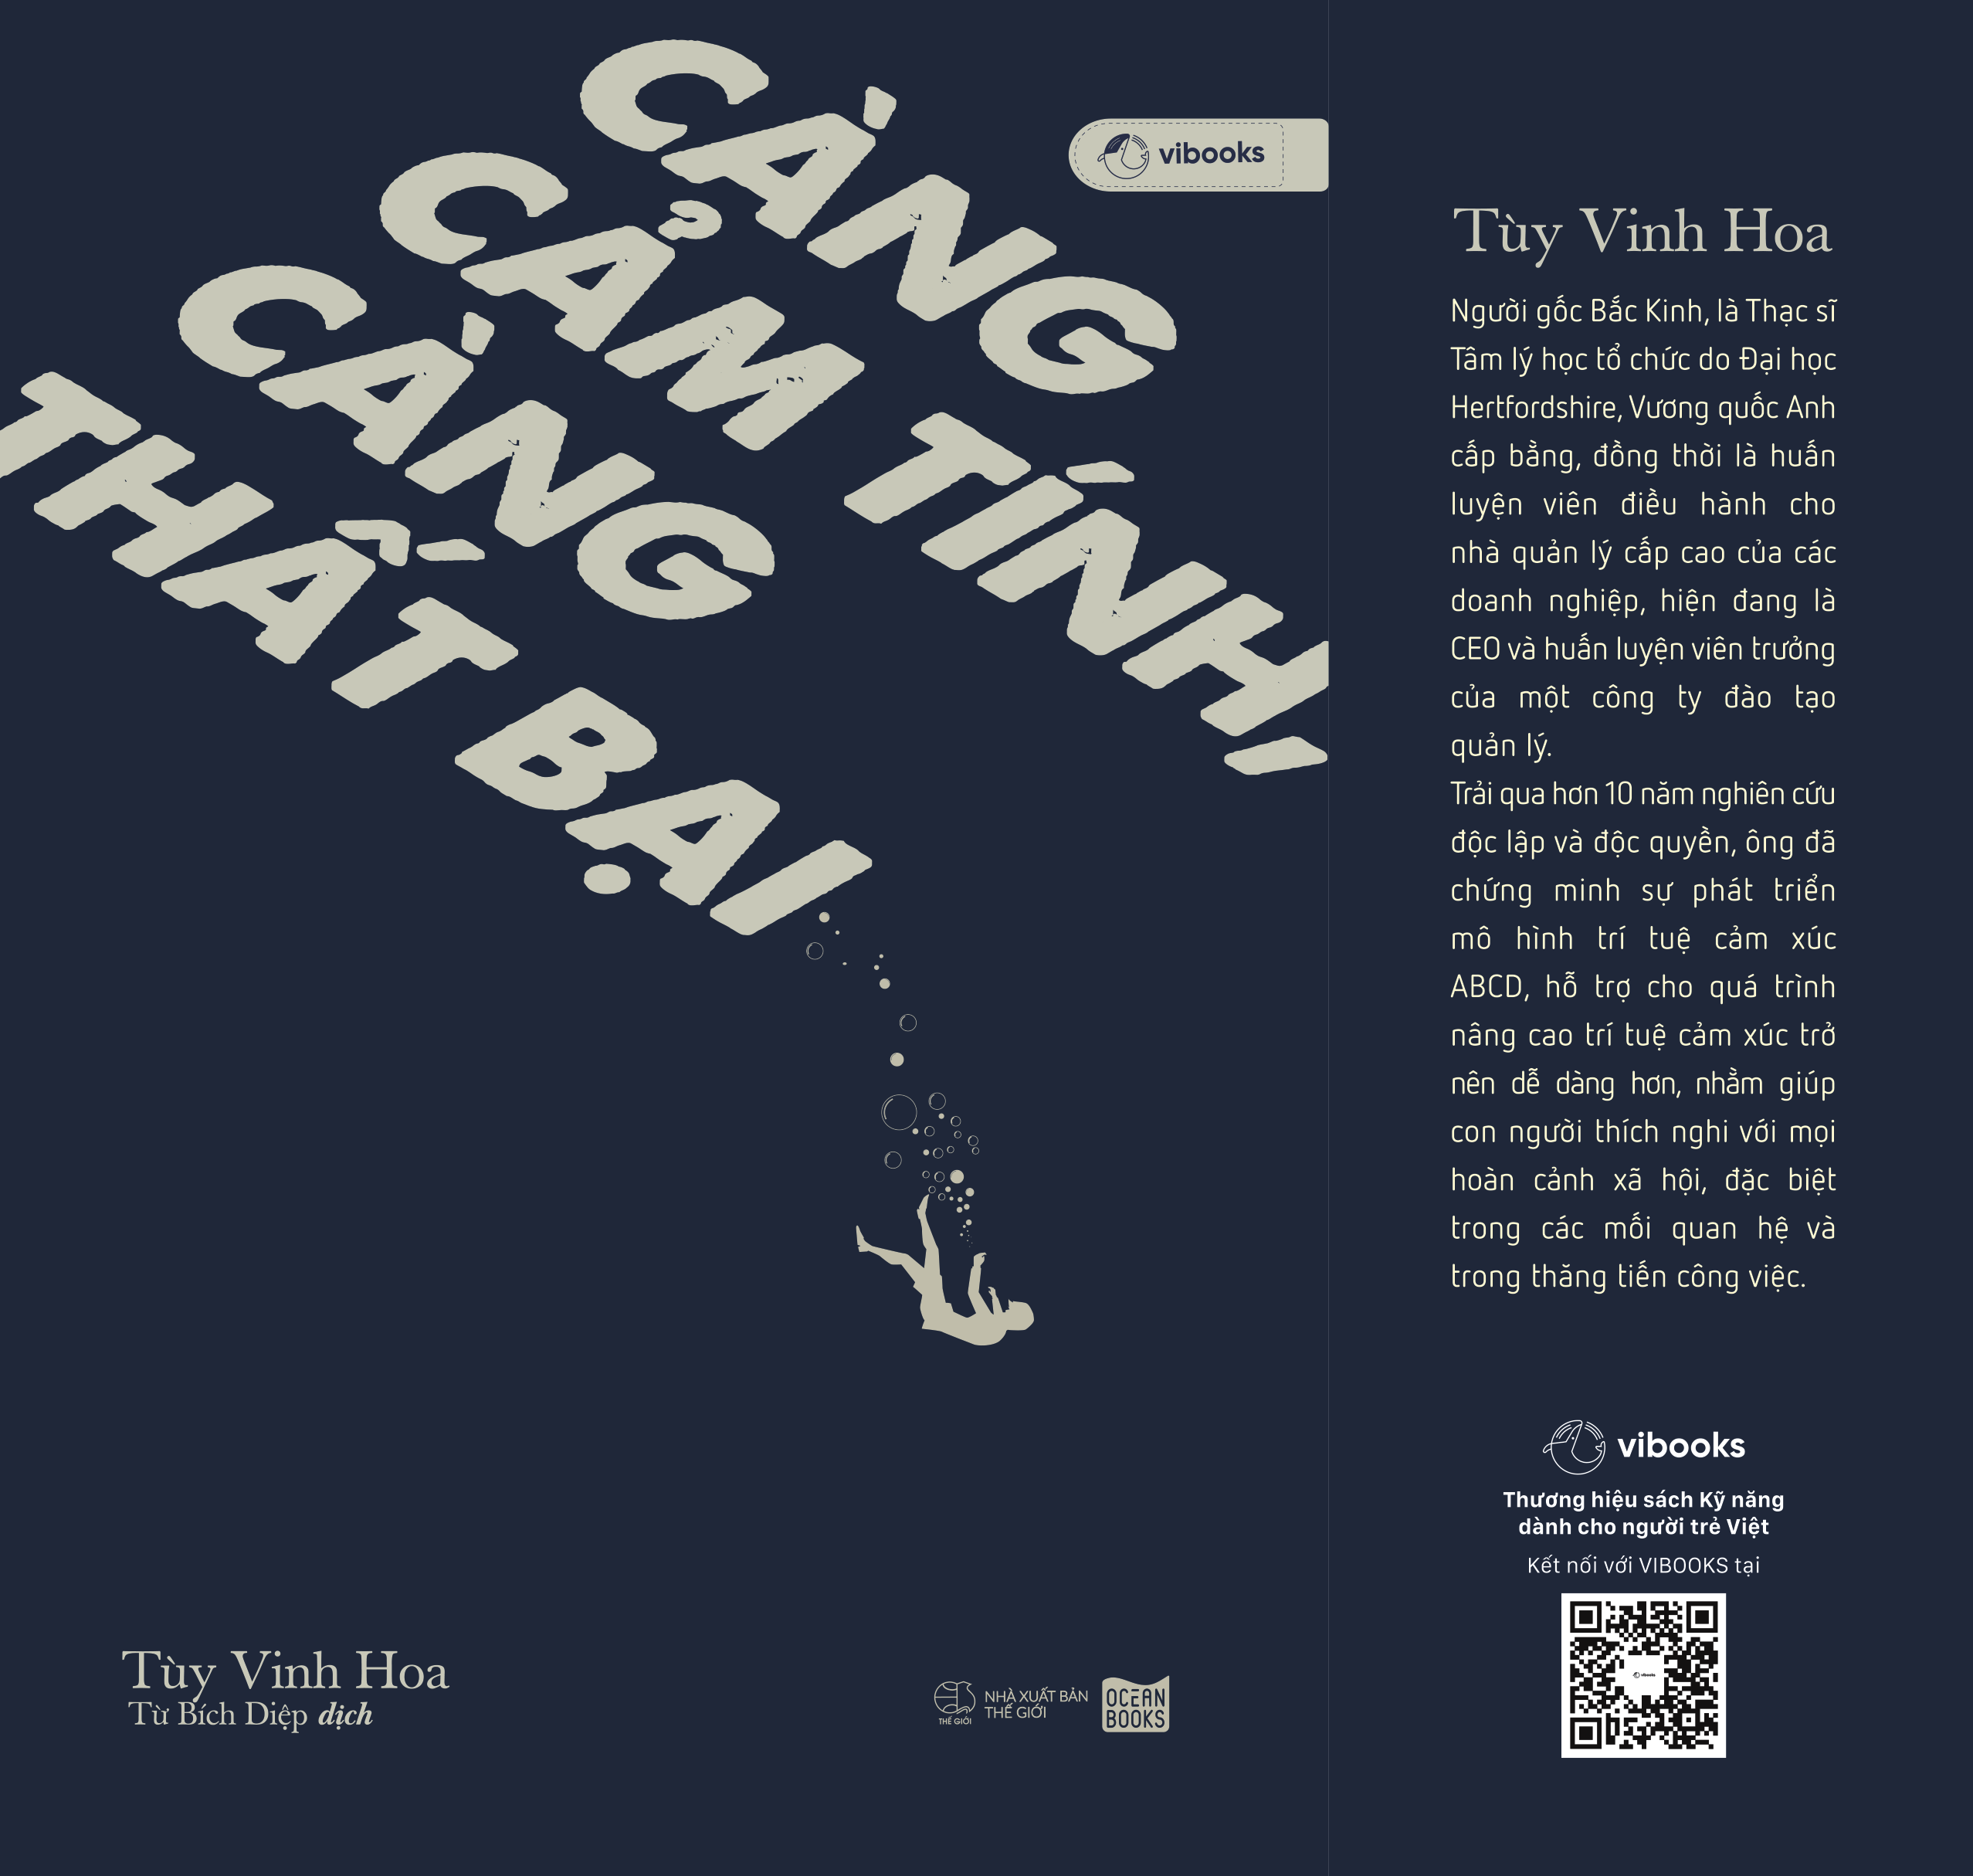 CÀNG
CẢM TÍNH,
CÀNG
THẤT BẠI
vibooks
Tùy Vinh Hoa
Từ Bích Diệp dịch
THẾ GIỚI
NHÀ XUẤT BẢN
THẾ GIỚI
OCEAN
BOOKS
Tùy Vinh Hoa
Người gốc Bắc Kinh, là Thạc sĩ
Tâm lý học tổ chức do Đại học
Hertfordshire, Vương quốc Anh
cấp bằng, đồng thời là huấn
luyện viên điều hành cho
nhà quản lý cấp cao của các
doanh nghiệp, hiện đang là
CEO và huấn luyện viên trưởng
của một công ty đào tạo
quản lý.
Trải qua hơn 10 năm nghiên cứu
độc lập và độc quyền, ông đã
chứng minh sự phát triển
mô hình trí tuệ cảm xúc
ABCD, hỗ trợ cho quá trình
nâng cao trí tuệ cảm xúc trở
nên dễ dàng hơn, nhằm giúp
con người thích nghi với mọi
hoàn cảnh xã hội, đặc biệt
trong các mối quan hệ và
trong thăng tiến công việc.
vibooks
Thương hiệu sách Kỹ năng
dành cho người trẻ Việt
Kết nối với VIBOOKS tại
vibooks